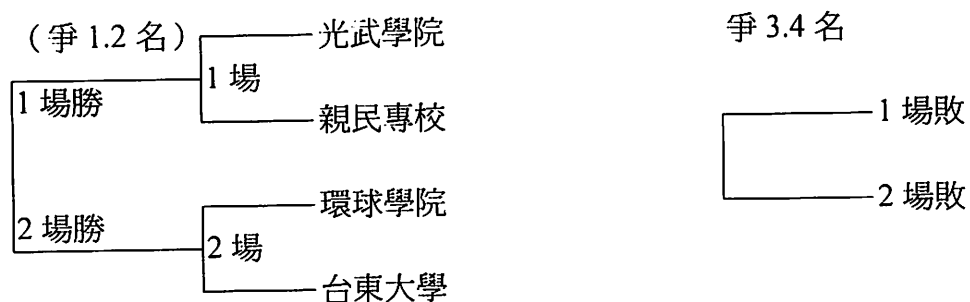 (爭 1.2 名)
光武學院
1 場
1 場勝
親民專校
環球學院
2 場勝
2 場
台東大學
爭 3.4 名
1 場敗
2 場敗